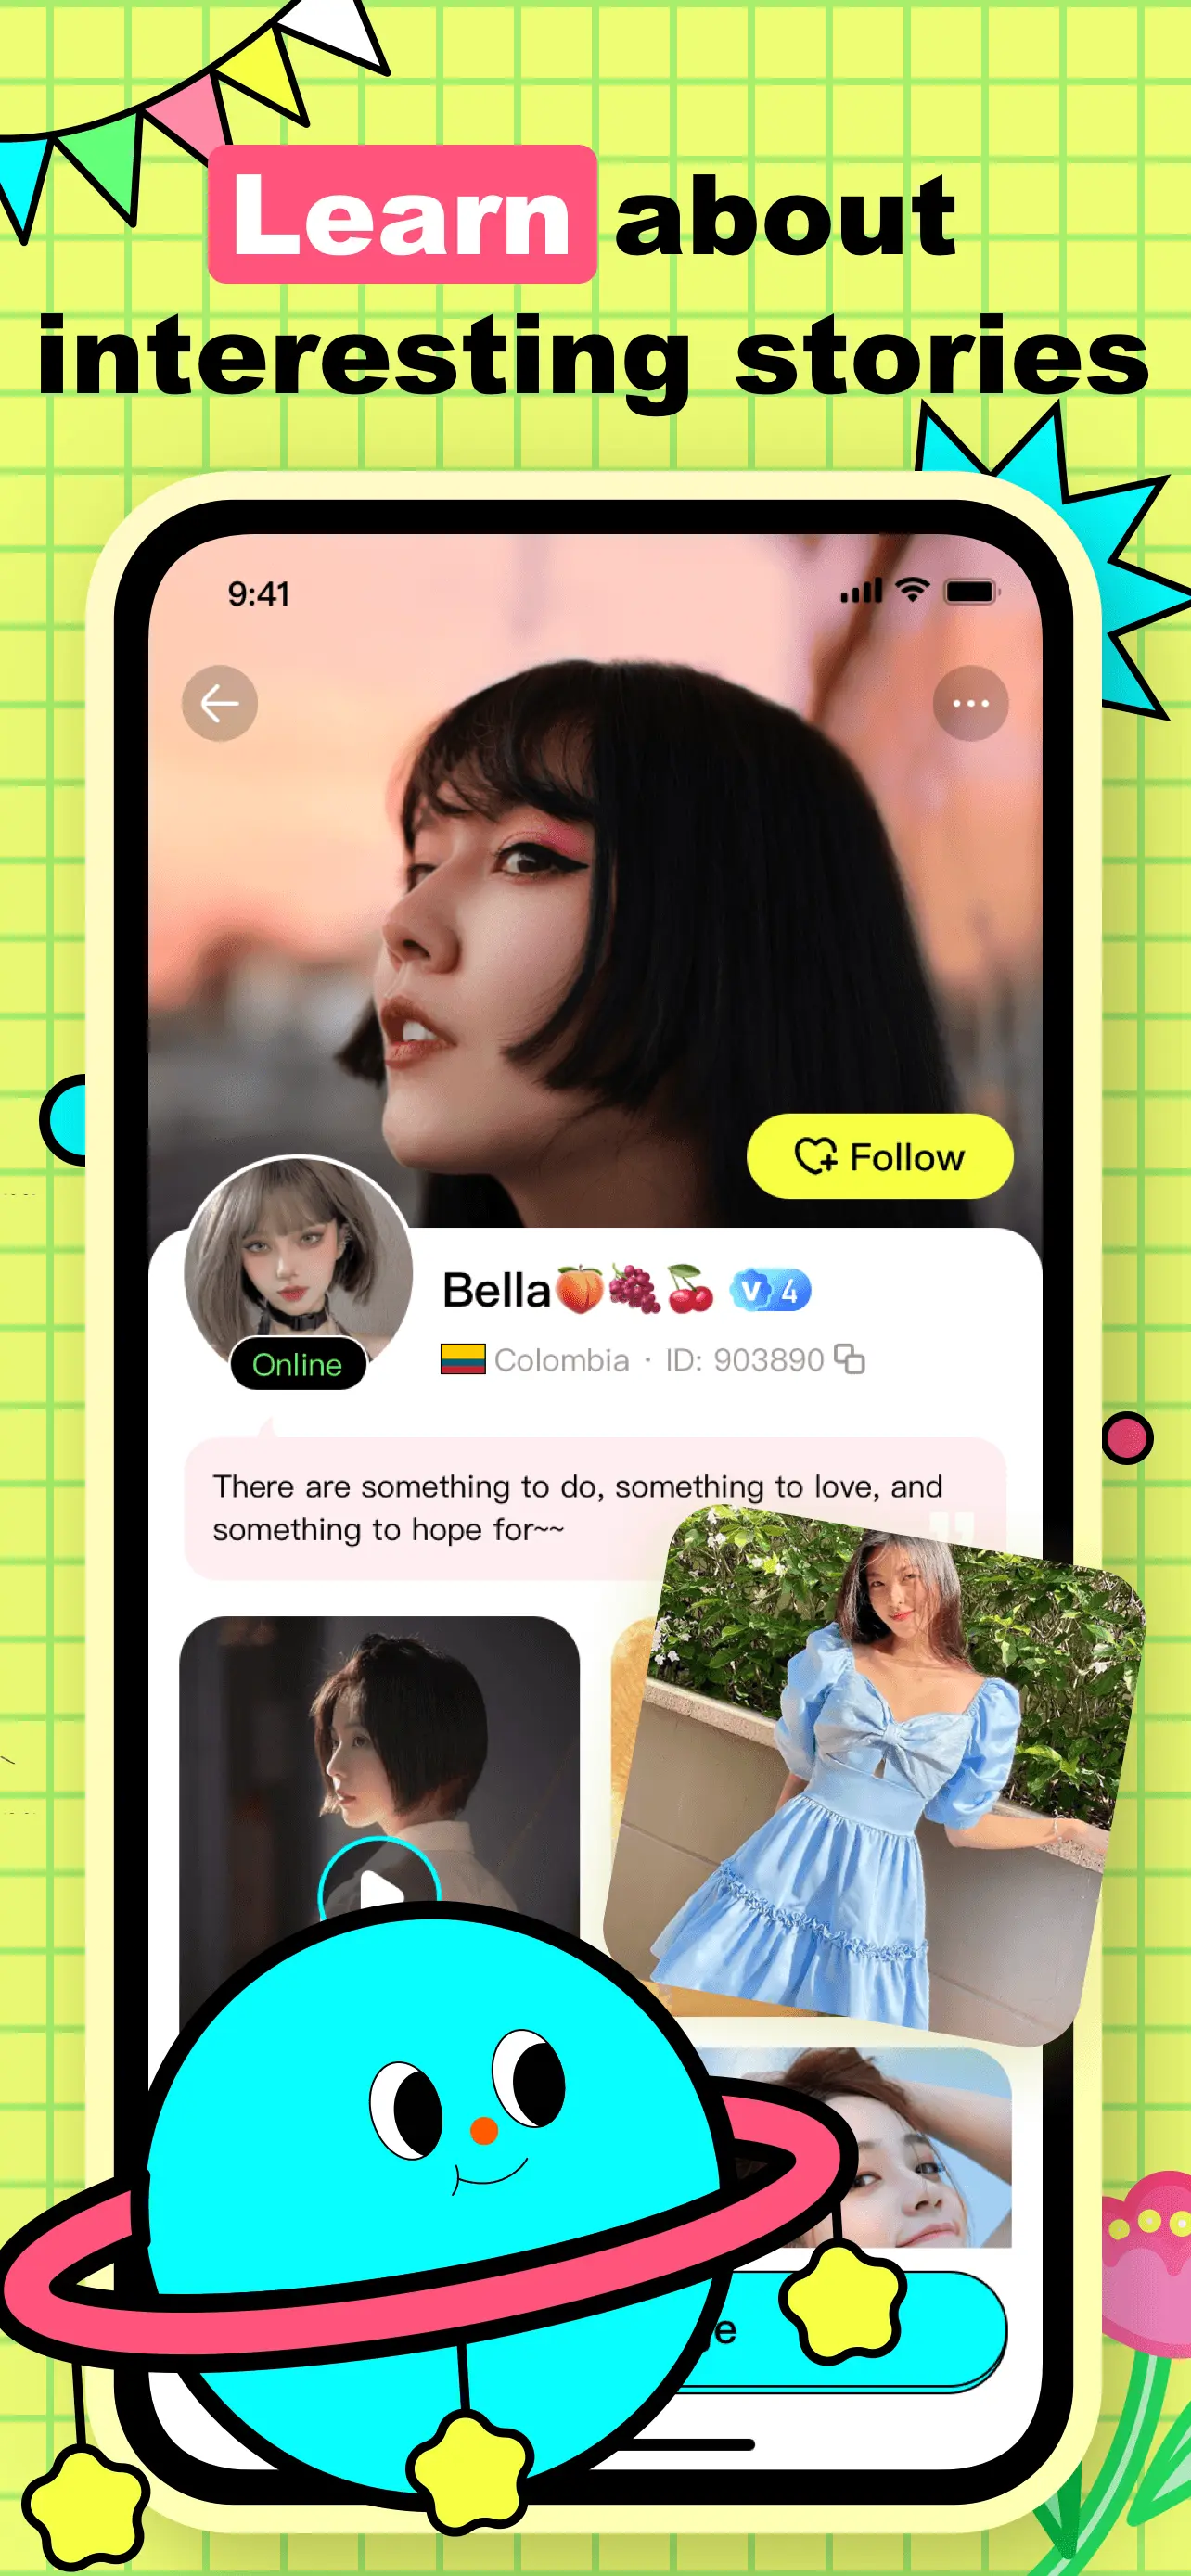 Learn about
interesting stories
9:41
Follow
Bella🍑🍇🍒 V 4
Online
Colombia · ID: 903890
There are something to do, something to love, and
something to hope for~~